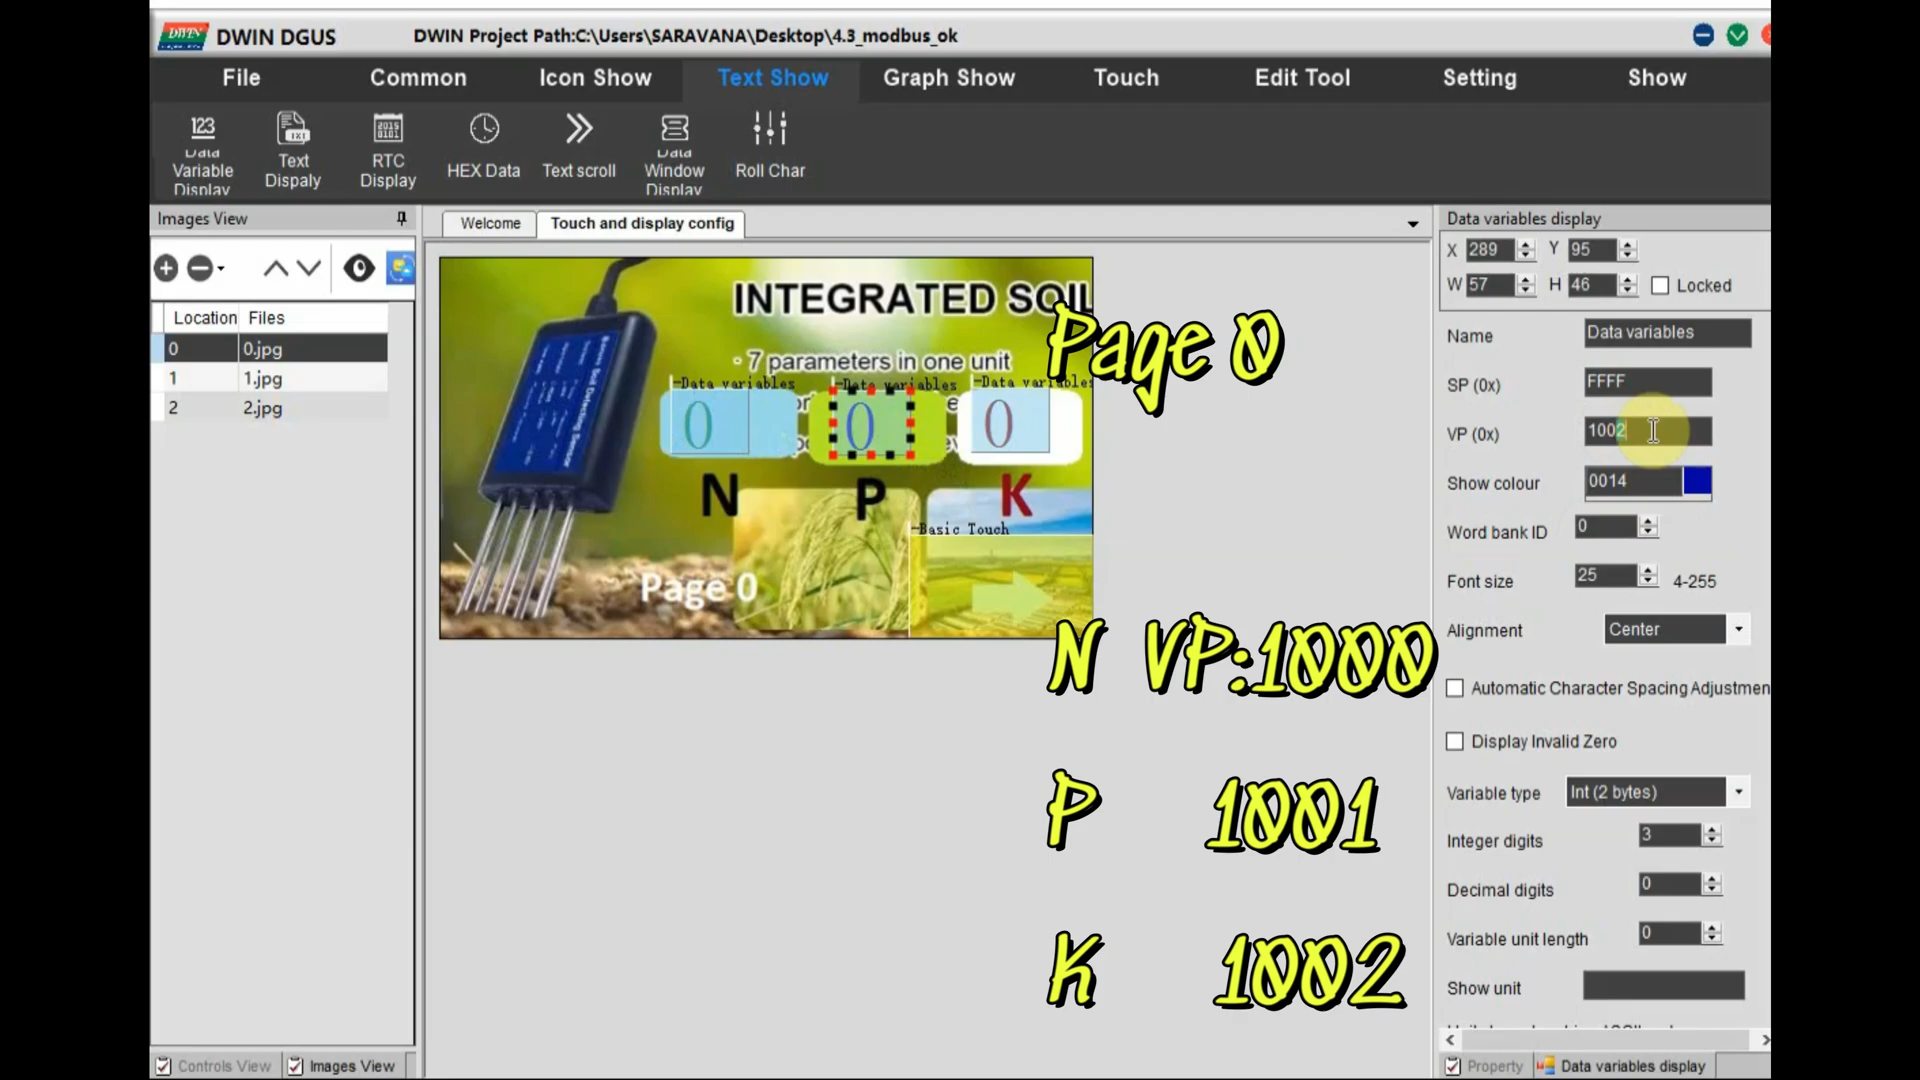 DWIN DWIN DGUS DWIN Project Path:C:\Users\SARAVANA\Desktop\4.3_modbus_ok
File Common Icon Show Text Show Graph Show Touch Edit Tool Setting Show
123
Data Variable Display
Text Dispaly
RTC Display
HEX Data
Text scroll
Data Window Display
Roll Char
Images View
Welcome Touch and display config
Location Files
0 0.jpg
1 1.jpg
2 2.jpg
INTEGRATED SOIL
· 7 parameters in one unit
Data variables Data variables Data variables
0 0 0
N P K
Basic Touch
Page 0
Page 0
N VP:1000
P 1001
K 1002
Data variables display
X 289 Y 95
W 57 H 46 Locked
Name Data variables
SP (0x) FFFF
VP (0x) 1002
Show colour 0014
Word bank ID 0
Font size 25 4-255
Alignment Center
Automatic Character Spacing Adjustmen
Display Invalid Zero
Variable type Int (2 bytes)
Integer digits 3
Decimal digits 0
Variable unit length 0
Show unit
Controls View Images View
Property Data variables display